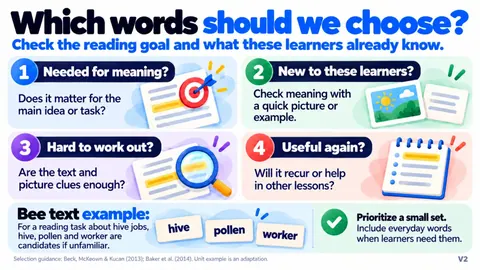 Which words should we choose?
Check the reading goal and what these learners already know.
1 Needed for meaning?
Does it matter for the
main idea or task?
2 New to these learners?
Check meaning with
a quick picture or
example.
3 Hard to work out?
Are the text and
picture clues enough?
4 Useful again?
Will it recur or help
in other lessons?
Bee text example:
For a reading task about hive jobs,
hive, pollen and worker are
candidates if unfamiliar.
hive
pollen
worker
Prioritize a small set.
Include everyday words
when learners need them.
Selection guidance: Beck, McKeown & Kucan (2013); Baker et al. (2014). Unit example is an adaptation.
V2